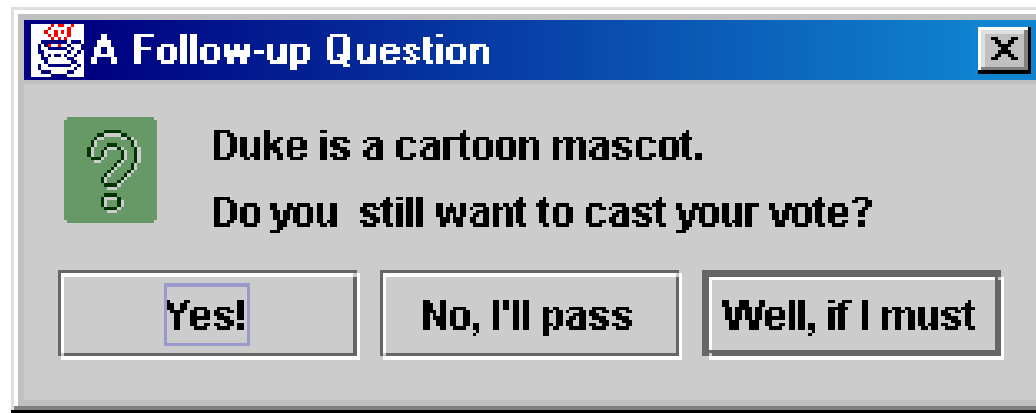 A Follow-up Question
Duke is a cartoon mascot.
Do you  still want to cast your vote?
Yes!
No, I'll pass
Well, if I must